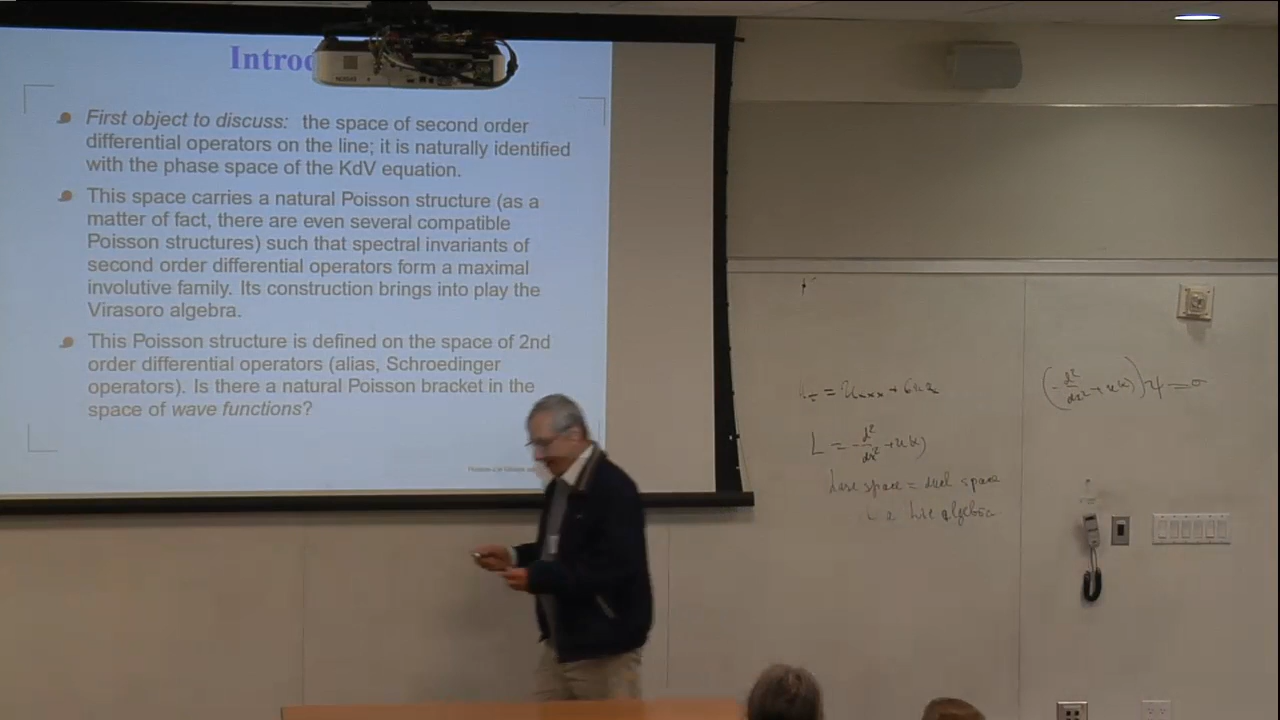 Introd
First object to discuss: the space of second order
differential operators on the line; it is naturally identified
with the phase space of the KdV equation.
This space carries a natural Poisson structure (as a
matter of fact, there are even several compatible
Poisson structures) such that spectral invariants of
second order differential operators form a maximal
involutive family. Its construction brings into play the
Virasoro algebra.
This Poisson structure is defined on the space of 2nd
order differential operators (alias, Schroedinger
operators). Is there a natural Poisson bracket in the
space of wave functions?
L = -d²/dx² + u(x)
space = dual space
Lie algebra
(-d²/dx² + u(x))ψ = 0